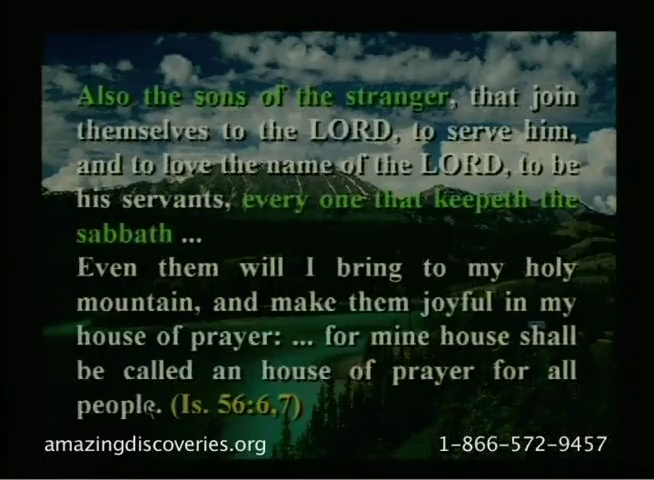 Also the sons of the stranger, that join
themselves to the LORD, to serve him,
and to love the name of the LORD, to be
his servants, every one that keepeth the
sabbath ...
Even them will I bring to my holy
mountain, and make them joyful in my
house of prayer: ... for mine house shall
be called an house of prayer for all
people. (Is. 56:6,7)
amazingdiscoveries.org 1-866-572-9457